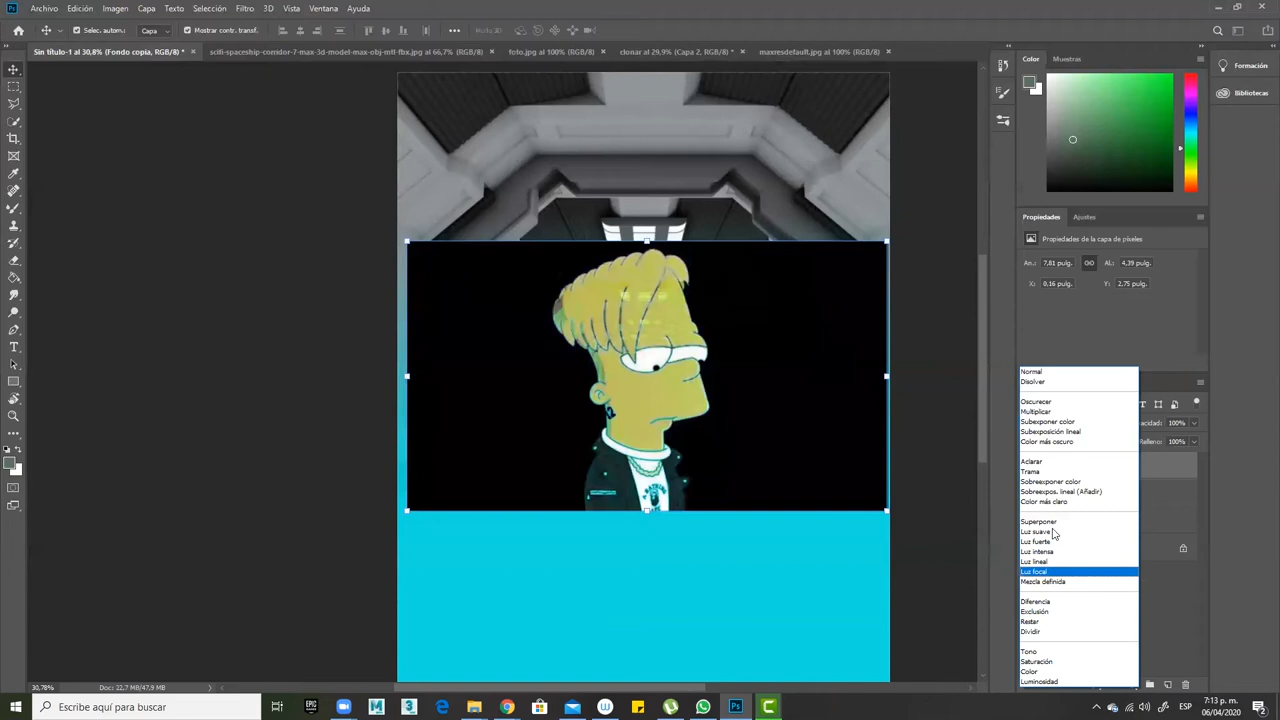 Ps Archivo Edición Imagen Capa Texto Selección Filtro 3D Vista Ventana Ayuda
Selec. autom.: Capa Mostrar contr. transf. Modo 3D:
Sin título-1 al 30,8% (Fondo copia, RGB/8) * × scifi-spaceship-corridor-7-max-3d-model-max-obj-mtl-fbx.jpg al 66,7% (RGB/8) × foto.jpg al 100% (RGB/8) × clonar al 29,9% (Capa 2, RGB/8) * × maxresdefault.jpg al 100% (RGB/8) ×
Color Muestras
Formación
Bibliotecas
Propiedades Ajustes
Propiedades de la capa de píxeles
An.: 7,81 pulg. Al.: 4,39 pulg.
X: 0,16 pulg. Y: 2,75 pulg.
Normal
Disolver
Oscurecer
Multiplicar
Subexponer color
Subexposición lineal
Color más oscuro
acidad: 100%
Relleno: 100%
Aclarar
Trama
Sobreexponer color
Sobreexpos. lineal (Añadir)
Color más claro
Superponer
Luz suave
Luz fuerte
Luz intensa
Luz lineal
Luz focal
Mezcla definida
Diferencia
Exclusión
Restar
Dividir
Tono
Saturación
Color
Luminosidad
30,78% Doc: 22,7 MB/47,9 MB
Escribe aquí para buscar
ESP
7:13 p. m.
06/04/2020